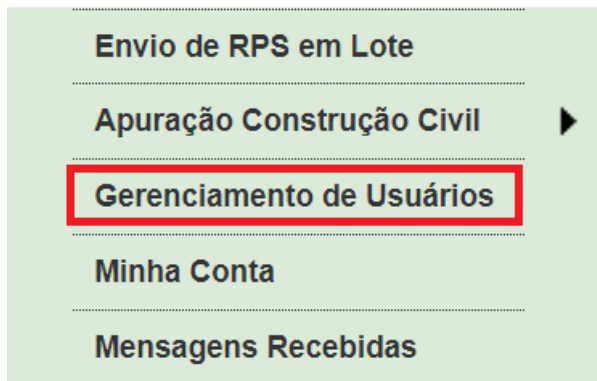 Envio de RPS em Lote
Apuração Construção Civil
Gerenciamento de Usuários
Minha Conta
Mensagens Recebidas